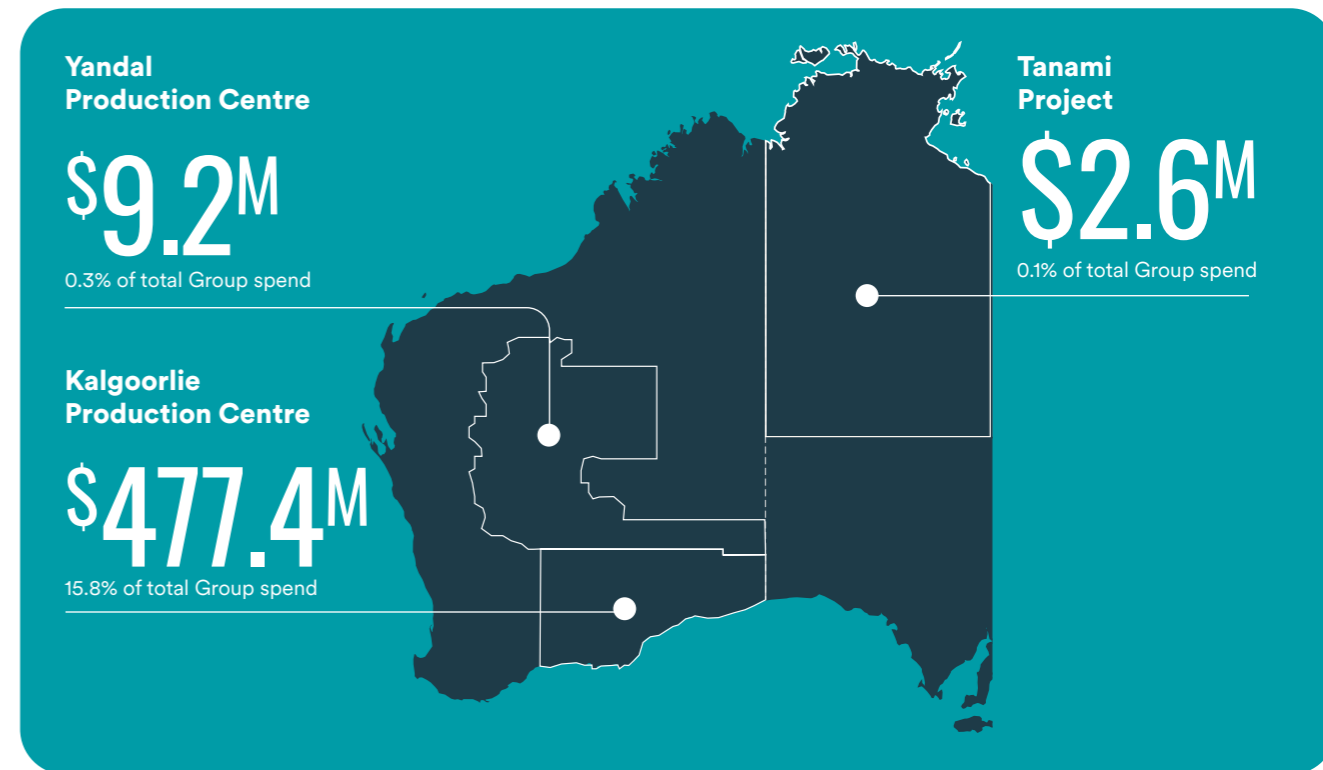 Yandal
Production Centre
$9.2M
0.3% of total Group spend
Kalgoorlie
Production Centre
$477.4M
15.8% of total Group spend
Tanami
Project
$2.6M
0.1% of total Group spend